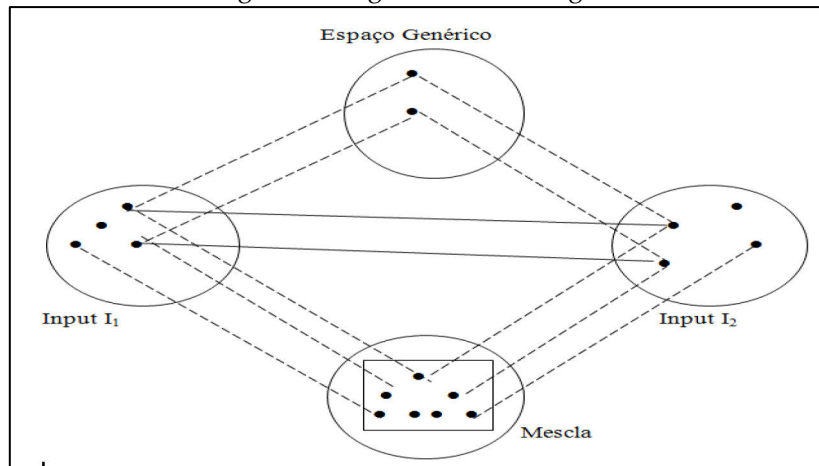 Espaço Genérico
Input I₁
Input I₂
Mescla